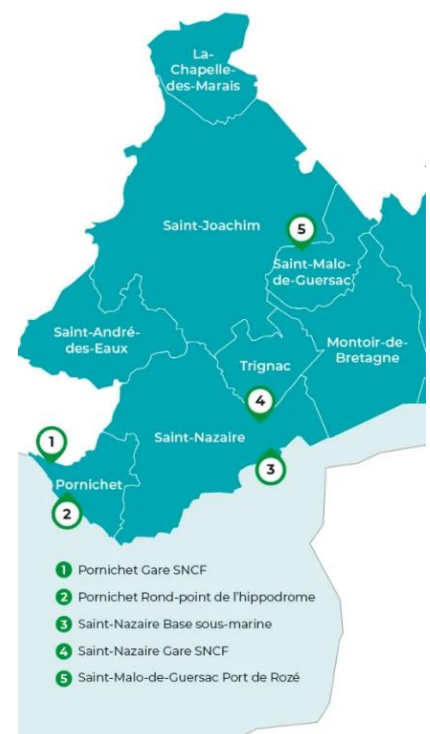 La-
Chapelle-
des-Marais
Saint-Joachim
5
Saint-Malo-
de-Guersac
Saint-André-
des-Eaux
Montoir-de-
Bretagne
Trignac
4
1
Saint-Nazaire
3
Pornichet
2
1 Pornichet Gare SNCF
2 Pornichet Rond-point de l'hippodrome
3 Saint-Nazaire Base sous-marine
4 Saint-Nazaire Gare SNCF
5 Saint-Malo-de-Guersac Port de Rozé